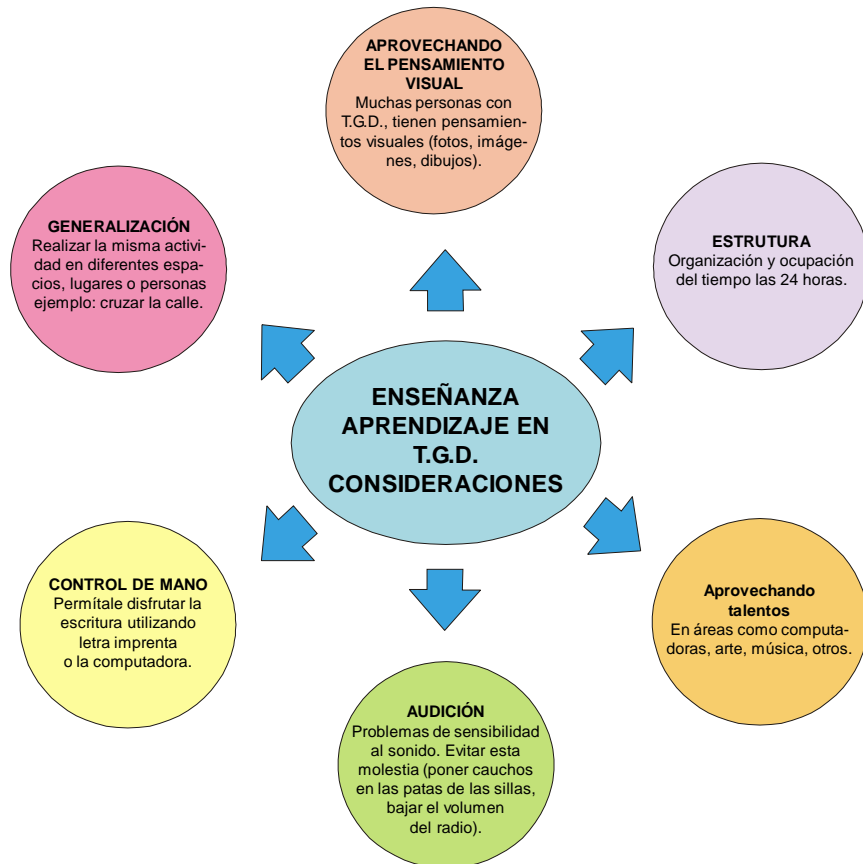 APROVECHANDO
EL PENSAMIENTO
VISUAL
Muchas personas con
T.G.D., tienen pensamien-
tos visuales (fotos, imáge-
nes, dibujos).
GENERALIZACIÓN
Realizar la misma activi-
dad en diferentes espa-
cios, lugares o personas
ejemplo: cruzar la calle.
ESTRUTURA
Organización y ocupación
del tiempo las 24 horas.
ENSEÑANZA
APRENDIZAJE EN
T.G.D.
CONSIDERACIONES
CONTROL DE MANO
Permítale disfrutar la
escritura utilizando
letra imprenta
o la computadora.
Aprovechando
talentos
En áreas como computa-
doras, arte, música, otros.
AUDICIÓN
Problemas de sensibilidad
al sonido. Evitar esta
molestia (poner cauchos
en las patas de las sillas,
bajar el volumen
del radio).